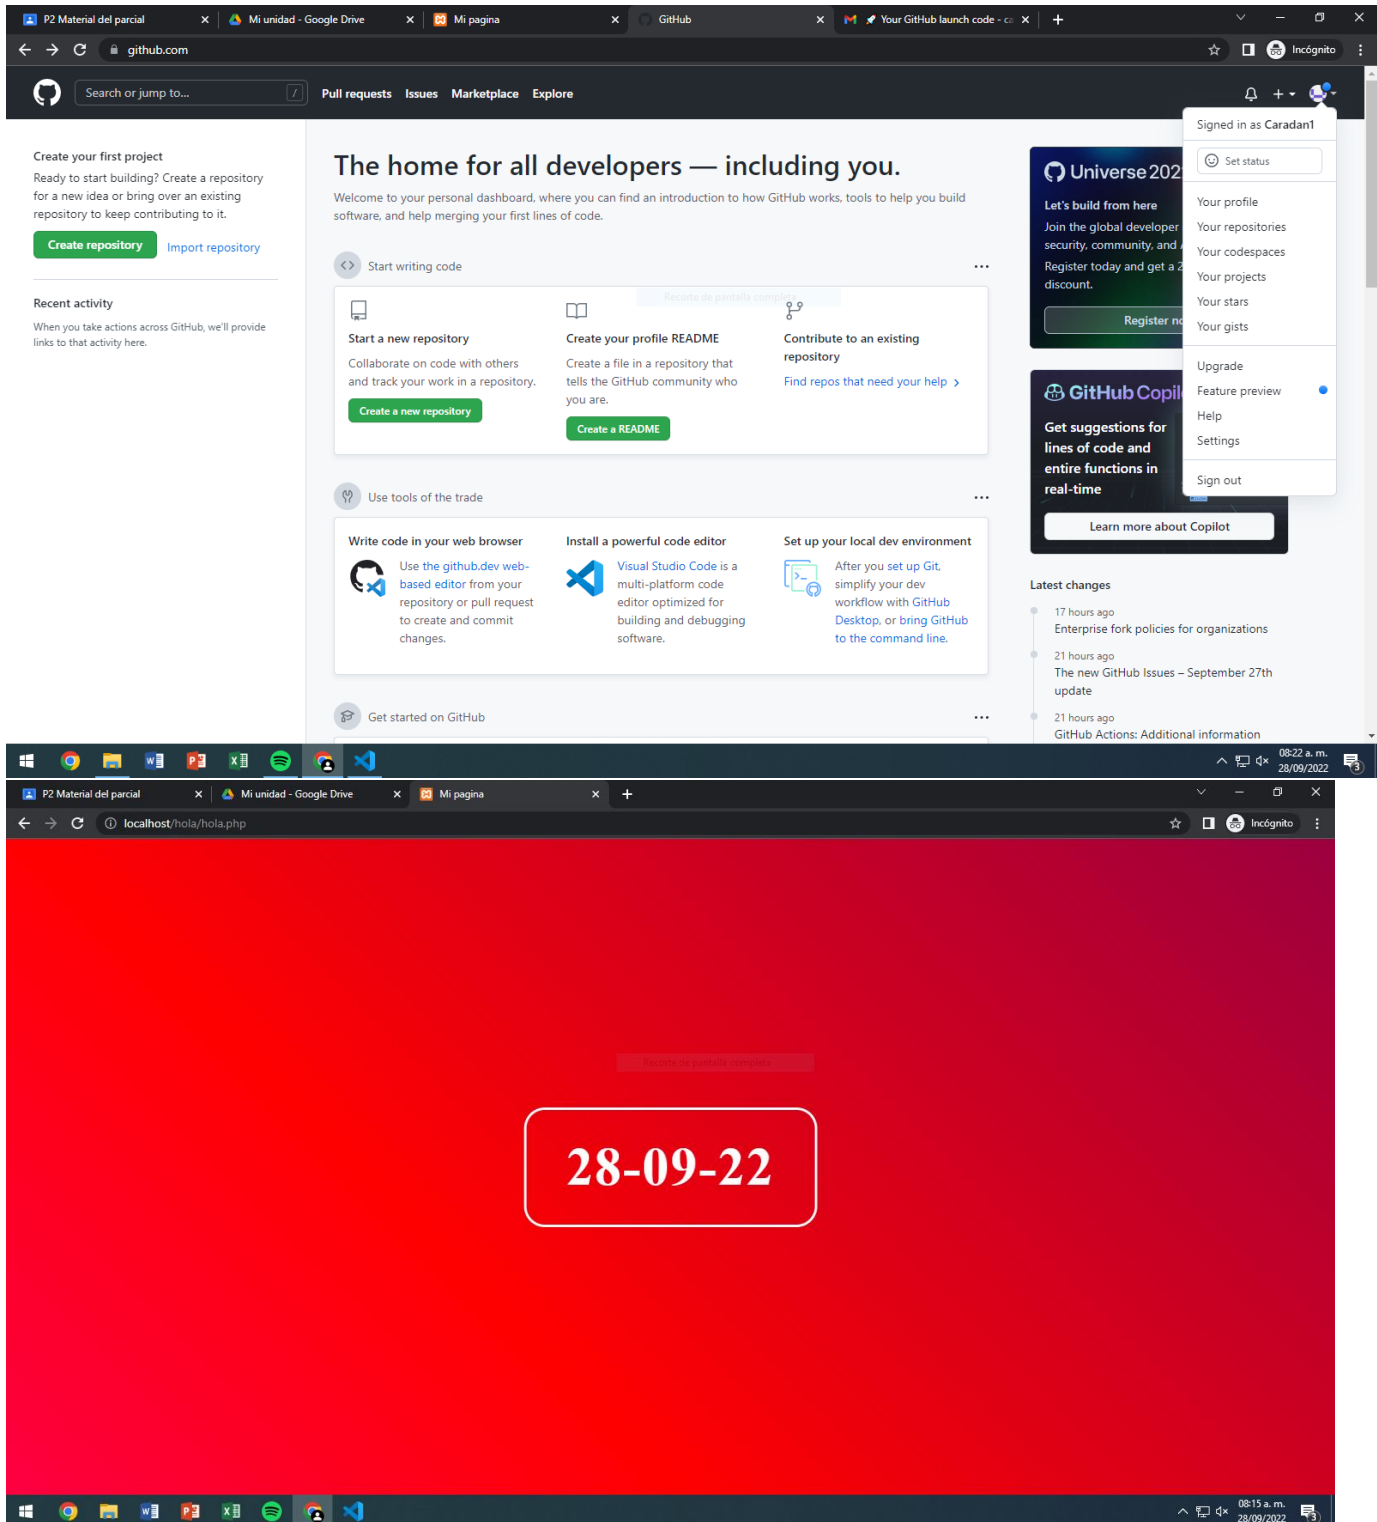 P2 Material del parcial
Mi unidad - Google Drive
Mi pagina
GitHub
Your GitHub launch code - ca
github.com
Incógnito
Search or jump to...
/
Pull requests Issues Marketplace Explore
Signed in as Caradan1
Set status
Your profile
Your repositories
Your codespaces
Your projects
Your stars
Your gists
Upgrade
Feature preview
Help
Settings
Sign out
Create your first project
Ready to start building? Create a repository
for a new idea or bring over an existing
repository to keep contributing to it.
Create repository
Import repository
Recent activity
When you take actions across GitHub, we'll provide
links to that activity here.
The home for all developers — including you.
Welcome to your personal dashboard, where you can find an introduction to how GitHub works, tools to help you build
software, and help merging your first lines of code.
Start writing code
Recorte de pantalla completa
Start a new repository
Collaborate on code with others
and track your work in a repository.
Create a new repository
Create your profile README
Create a file in a repository that
tells the GitHub community who
you are.
Create a README
Contribute to an existing
repository
Find repos that need your help
Use tools of the trade
Write code in your web browser
Use the github.dev web-
based editor from your
repository or pull request
to create and commit
changes.
Install a powerful code editor
Visual Studio Code is a
multi-platform code
editor optimized for
building and debugging
software.
Set up your local dev environment
After you set up Git,
simplify your dev
workflow with GitHub
Desktop, or bring GitHub
to the command line.
Get started on GitHub
Universe 202
Let's build from here
Join the global developer
security, community, and
Register today and get a 2
discount.
Register
GitHub
Get suggestions for
lines of code and
entire functions in
real-time
Learn more about Copilot
Latest changes
17 hours ago
Enterprise fork policies for organizations
21 hours ago
The new GitHub Issues – September 27th
update
21 hours ago
GitHub Actions: Additional information
08:22 a. m.
28/09/2022
3
P2 Material del parcial
Mi unidad - Google Drive
Mi pagina
localhost/hola/hola.php
Incógnito
Recorte de pantalla completa
28-09-22
08:15 a. m.
28/09/2022
3